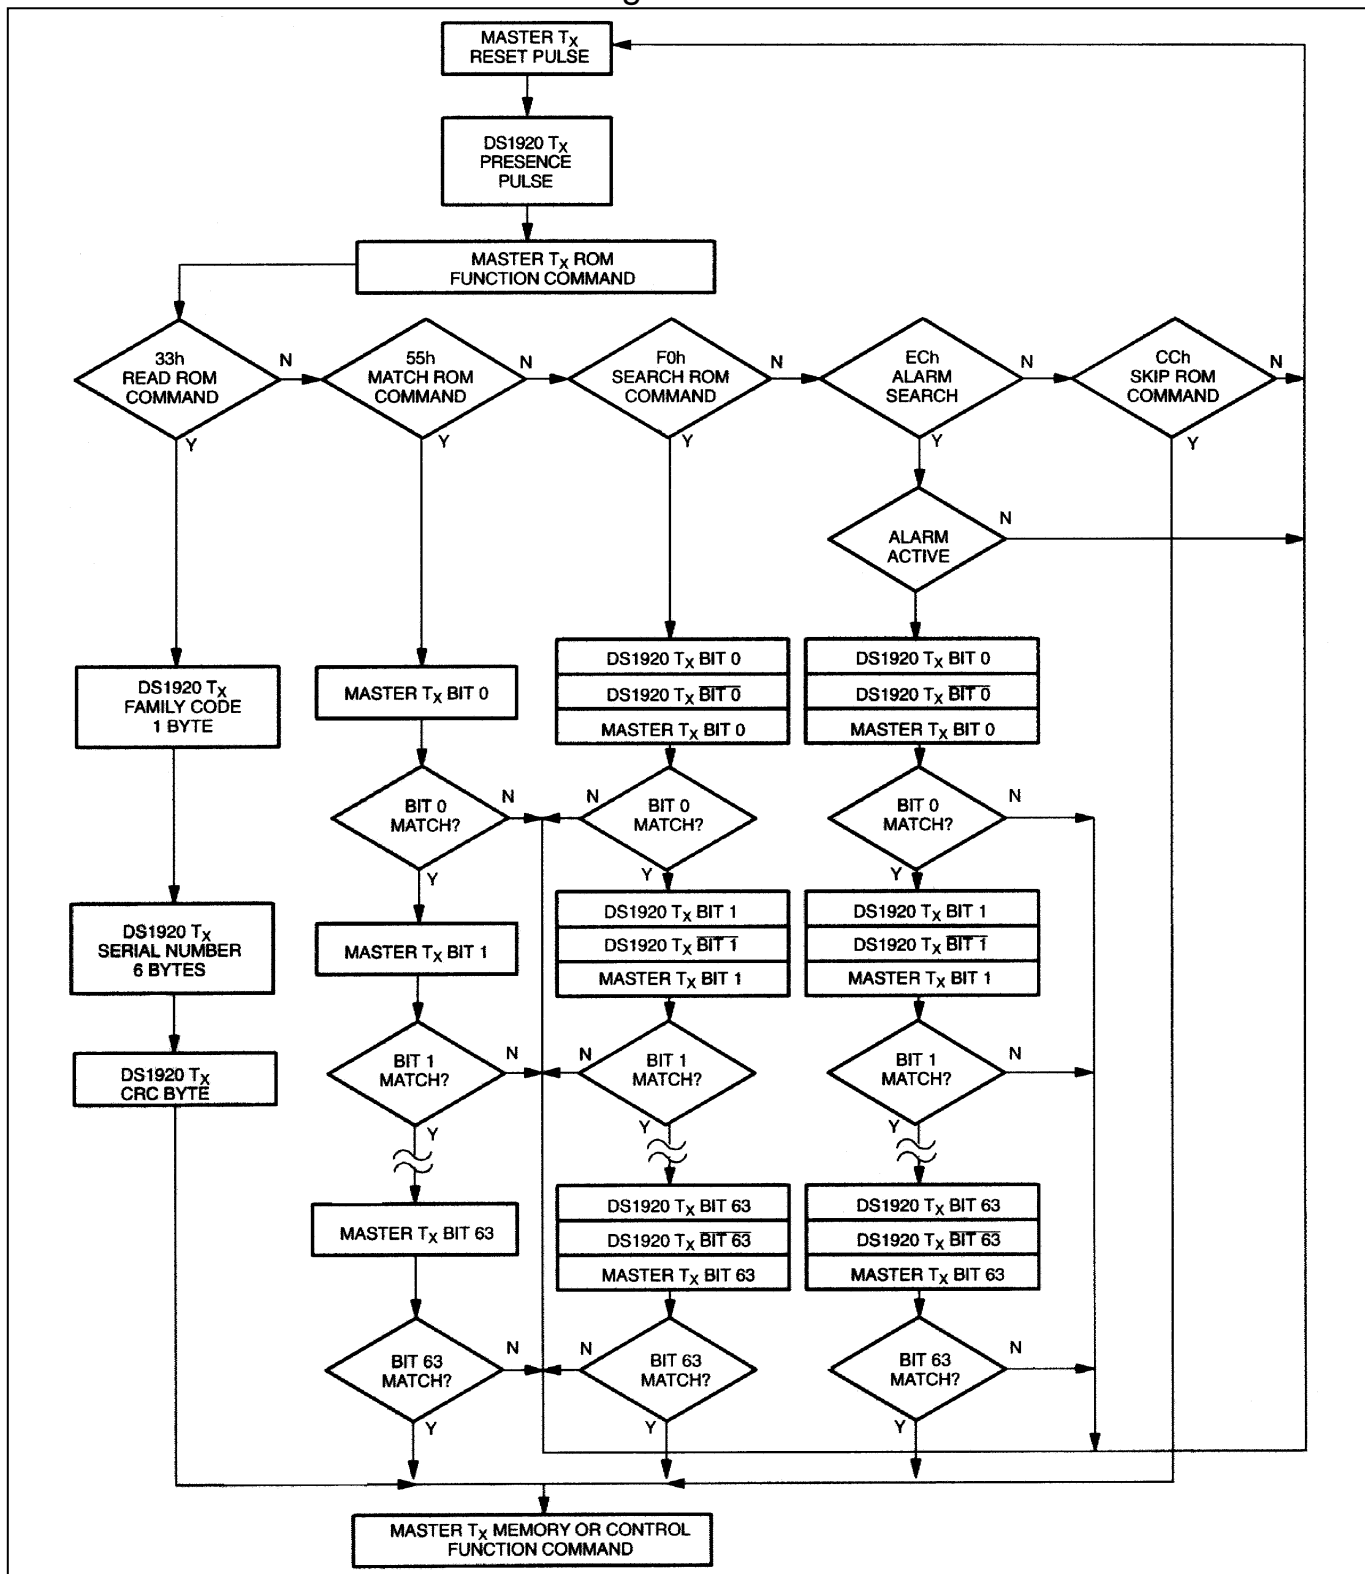 MASTER TX
RESET PULSE
DS1920 TX
PRESENCE
PULSE
MASTER TX ROM
FUNCTION COMMAND
33h
READ ROM
COMMAND
N
Y
55h
MATCH ROM
COMMAND
N
Y
F0h
SEARCH ROM
COMMAND
N
Y
ECh
ALARM
SEARCH
N
Y
CCh
SKIP ROM
COMMAND
N
Y
ALARM
ACTIVE
N
DS1920 TX
FAMILY CODE
1 BYTE
DS1920 TX
SERIAL NUMBER
6 BYTES
DS1920 TX
CRC BYTE
MASTER TX BIT 0
BIT 0
MATCH?
N
Y
MASTER TX BIT 1
BIT 1
MATCH?
N
Y
MASTER TX BIT 63
BIT 63
MATCH?
N
Y
DS1920 TX BIT 0
DS1920 TX BIT 0
MASTER TX BIT 0
BIT 0
MATCH?
N
Y
DS1920 TX BIT 1
DS1920 TX BIT 1
MASTER TX BIT 1
BIT 1
MATCH?
N
Y
DS1920 TX BIT 63
DS1920 TX BIT 63
MASTER TX BIT 63
BIT 63
MATCH?
N
Y
DS1920 TX BIT 0
DS1920 TX BIT 0
MASTER TX BIT 0
BIT 0
MATCH?
N
Y
DS1920 TX BIT 1
DS1920 TX BIT 1
MASTER TX BIT 1
BIT 1
MATCH?
N
Y
DS1920 TX BIT 63
DS1920 TX BIT 63
MASTER TX BIT 63
BIT 63
MATCH?
N
Y
MASTER TX MEMORY OR CONTROL
FUNCTION COMMAND